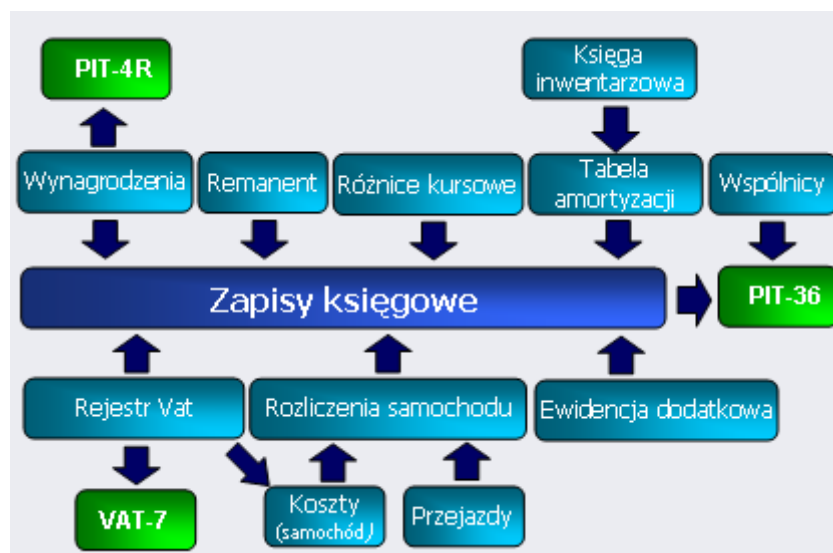 PIT-4R
Księga
inwentarzowa
Wynagrodzenia
Remanent
Różnice kursowe
Tabela
amortyzacji
Wspólnicy
Zapisy księgowe
PIT-36
Rejestr Vat
Rozliczenia samochodu
Ewidencja dodatkowa
VAT-7
Koszty
(samochód)
Przejazdy